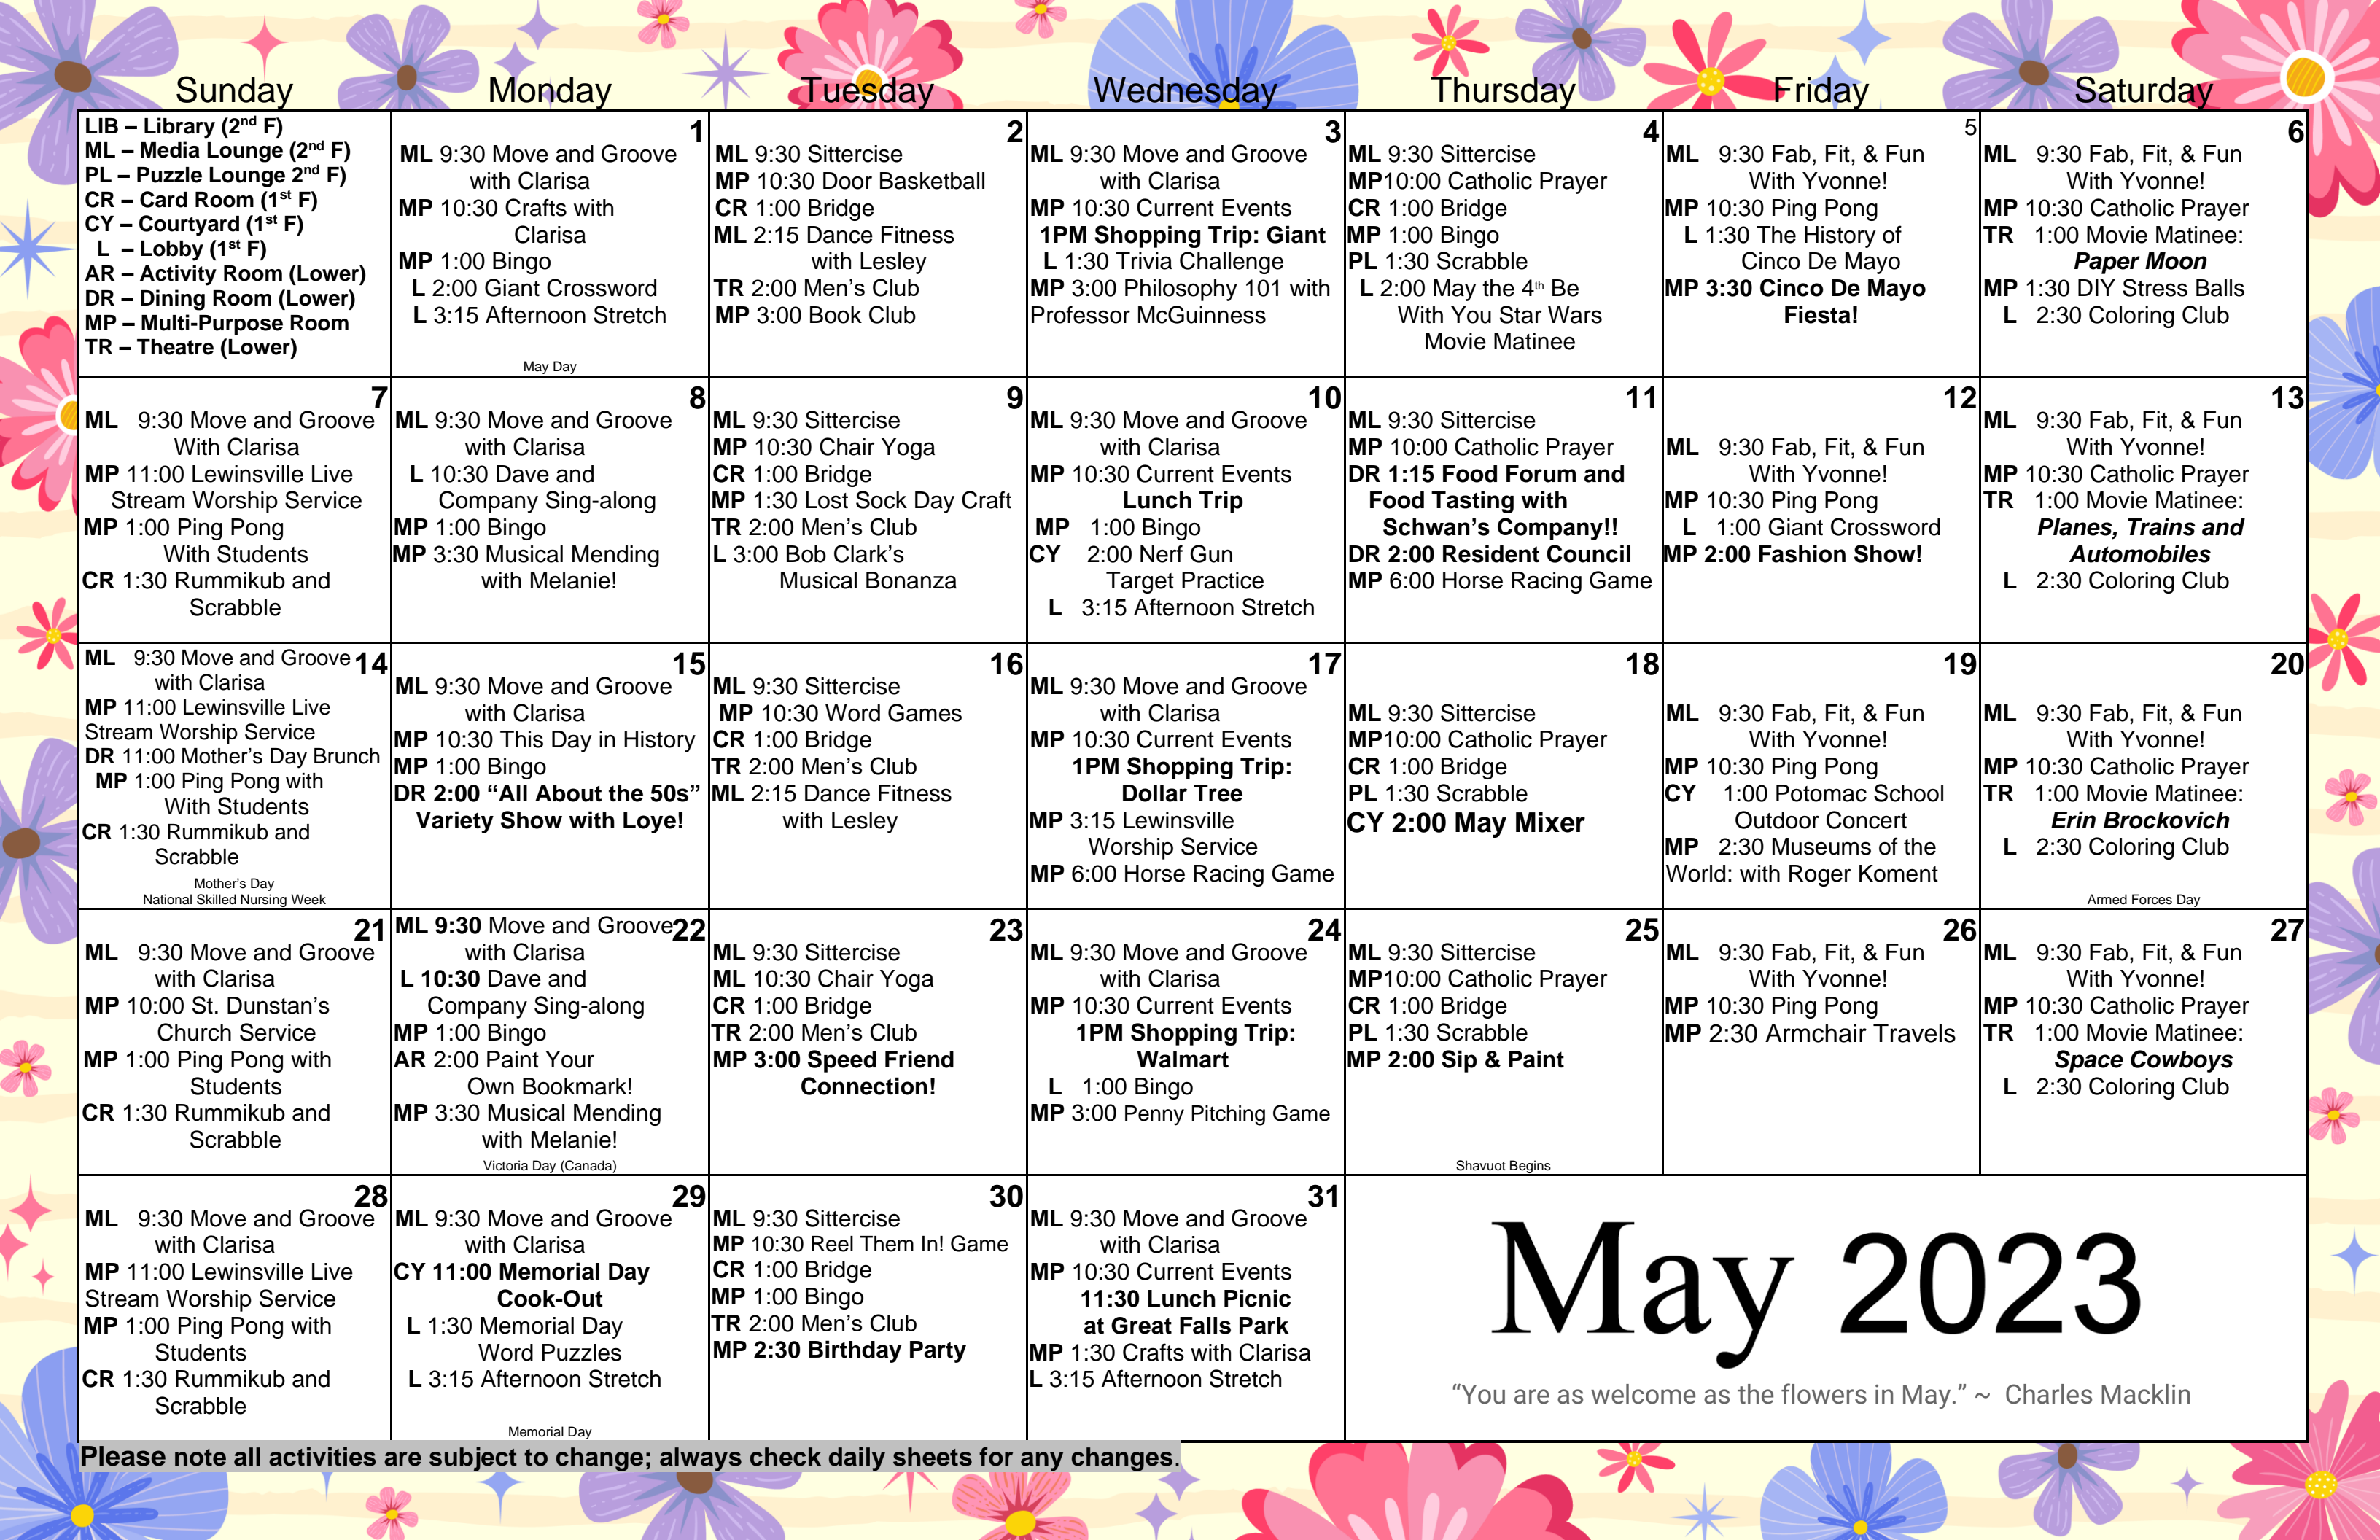 Sunday Monday Tuesday Wednesday Thursday Friday Saturday
LIB – Library (2nd F)
ML – Media Lounge (2nd F)
PL – Puzzle Lounge 2nd F)
CR – Card Room (1st F)
CY – Courtyard (1st F)
L – Lobby (1st F)
AR – Activity Room (Lower)
DR – Dining Room (Lower)
MP – Multi-Purpose Room
TR – Theatre (Lower)
1
ML 9:30 Move and Groove
with Clarisa
MP 10:30 Crafts with
Clarisa
MP 1:00 Bingo
L 2:00 Giant Crossword
L 3:15 Afternoon Stretch
May Day
2
ML 9:30 Sittercise
MP 10:30 Door Basketball
CR 1:00 Bridge
ML 2:15 Dance Fitness
with Lesley
TR 2:00 Men's Club
MP 3:00 Book Club
3
ML 9:30 Move and Groove
with Clarisa
MP 10:30 Current Events
1PM Shopping Trip: Giant
L 1:30 Trivia Challenge
MP 3:00 Philosophy 101 with
Professor McGuinness
4
ML 9:30 Sittercise
MP10:00 Catholic Prayer
CR 1:00 Bridge
MP 1:00 Bingo
PL 1:30 Scrabble
L 2:00 May the 4th Be
With You Star Wars
Movie Matinee
5
ML 9:30 Fab, Fit, & Fun
With Yvonne!
MP 10:30 Ping Pong
L 1:30 The History of
Cinco De Mayo
MP 3:30 Cinco De Mayo
Fiesta!
6
ML 9:30 Fab, Fit, & Fun
With Yvonne!
MP 10:30 Catholic Prayer
TR 1:00 Movie Matinee:
Paper Moon
MP 1:30 DIY Stress Balls
L 2:30 Coloring Club
7
ML 9:30 Move and Groove
With Clarisa
MP 11:00 Lewinsville Live
Stream Worship Service
MP 1:00 Ping Pong
With Students
CR 1:30 Rummikub and
Scrabble
8
ML 9:30 Move and Groove
with Clarisa
L 10:30 Dave and
Company Sing-along
MP 1:00 Bingo
MP 3:30 Musical Mending
with Melanie!
9
ML 9:30 Sittercise
MP 10:30 Chair Yoga
CR 1:00 Bridge
MP 1:30 Lost Sock Day Craft
TR 2:00 Men's Club
L 3:00 Bob Clark's
Musical Bonanza
10
ML 9:30 Move and Groove
with Clarisa
MP 10:30 Current Events
Lunch Trip
MP 1:00 Bingo
CY 2:00 Nerf Gun
Target Practice
L 3:15 Afternoon Stretch
11
ML 9:30 Sittercise
MP 10:00 Catholic Prayer
DR 1:15 Food Forum and
Food Tasting with
Schwan's Company!!
DR 2:00 Resident Council
MP 6:00 Horse Racing Game
12
ML 9:30 Fab, Fit, & Fun
With Yvonne!
MP 10:30 Ping Pong
L 1:00 Giant Crossword
MP 2:00 Fashion Show!
13
ML 9:30 Fab, Fit, & Fun
With Yvonne!
MP 10:30 Catholic Prayer
TR 1:00 Movie Matinee:
Planes, Trains and
Automobiles
L 2:30 Coloring Club
14
ML 9:30 Move and Groove
with Clarisa
MP 11:00 Lewinsville Live
Stream Worship Service
DR 11:00 Mother's Day Brunch
MP 1:00 Ping Pong with
With Students
CR 1:30 Rummikub and
Scrabble
Mother's Day
National Skilled Nursing Week
15
ML 9:30 Move and Groove
with Clarisa
MP 10:30 This Day in History
MP 1:00 Bingo
DR 2:00 “All About the 50s”
Variety Show with Loye!
16
ML 9:30 Sittercise
MP 10:30 Word Games
CR 1:00 Bridge
TR 2:00 Men's Club
ML 2:15 Dance Fitness
with Lesley
17
ML 9:30 Move and Groove
with Clarisa
MP 10:30 Current Events
1PM Shopping Trip:
Dollar Tree
MP 3:15 Lewinsville
Worship Service
MP 6:00 Horse Racing Game
18
ML 9:30 Sittercise
MP10:00 Catholic Prayer
CR 1:00 Bridge
PL 1:30 Scrabble
CY 2:00 May Mixer
19
ML 9:30 Fab, Fit, & Fun
With Yvonne!
MP 10:30 Ping Pong
CY 1:00 Potomac School
Outdoor Concert
MP 2:30 Museums of the
World: with Roger Koment
20
ML 9:30 Fab, Fit, & Fun
With Yvonne!
MP 10:30 Catholic Prayer
TR 1:00 Movie Matinee:
Erin Brockovich
L 2:30 Coloring Club
Armed Forces Day
21
ML 9:30 Move and Groove
with Clarisa
MP 10:00 St. Dunstan's
Church Service
MP 1:00 Ping Pong with
Students
CR 1:30 Rummikub and
Scrabble
22
ML 9:30 Move and Groove
with Clarisa
L 10:30 Dave and
Company Sing-along
MP 1:00 Bingo
AR 2:00 Paint Your
Own Bookmark!
MP 3:30 Musical Mending
with Melanie!
Victoria Day (Canada)
23
ML 9:30 Sittercise
ML 10:30 Chair Yoga
CR 1:00 Bridge
TR 2:00 Men's Club
MP 3:00 Speed Friend
Connection!
24
ML 9:30 Move and Groove
with Clarisa
MP 10:30 Current Events
1PM Shopping Trip:
Walmart
L 1:00 Bingo
MP 3:00 Penny Pitching Game
25
ML 9:30 Sittercise
MP10:00 Catholic Prayer
CR 1:00 Bridge
PL 1:30 Scrabble
MP 2:00 Sip & Paint
Shavuot Begins
26
ML 9:30 Fab, Fit, & Fun
With Yvonne!
MP 10:30 Ping Pong
MP 2:30 Armchair Travels
27
ML 9:30 Fab, Fit, & Fun
With Yvonne!
MP 10:30 Catholic Prayer
TR 1:00 Movie Matinee:
Space Cowboys
L 2:30 Coloring Club
28
ML 9:30 Move and Groove
with Clarisa
MP 11:00 Lewinsville Live
Stream Worship Service
MP 1:00 Ping Pong with
Students
CR 1:30 Rummikub and
Scrabble
29
ML 9:30 Move and Groove
with Clarisa
CY 11:00 Memorial Day
Cook-Out
L 1:30 Memorial Day
Word Puzzles
L 3:15 Afternoon Stretch
Memorial Day
30
ML 9:30 Sittercise
MP 10:30 Reel Them In! Game
CR 1:00 Bridge
MP 1:00 Bingo
TR 2:00 Men's Club
MP 2:30 Birthday Party
31
ML 9:30 Move and Groove
with Clarisa
MP 10:30 Current Events
11:30 Lunch Picnic
at Great Falls Park
MP 1:30 Crafts with Clarisa
L 3:15 Afternoon Stretch
May 2023
“You are as welcome as the flowers in May.” ~ Charles Macklin
Please note all activities are subject to change; always check daily sheets for any changes.